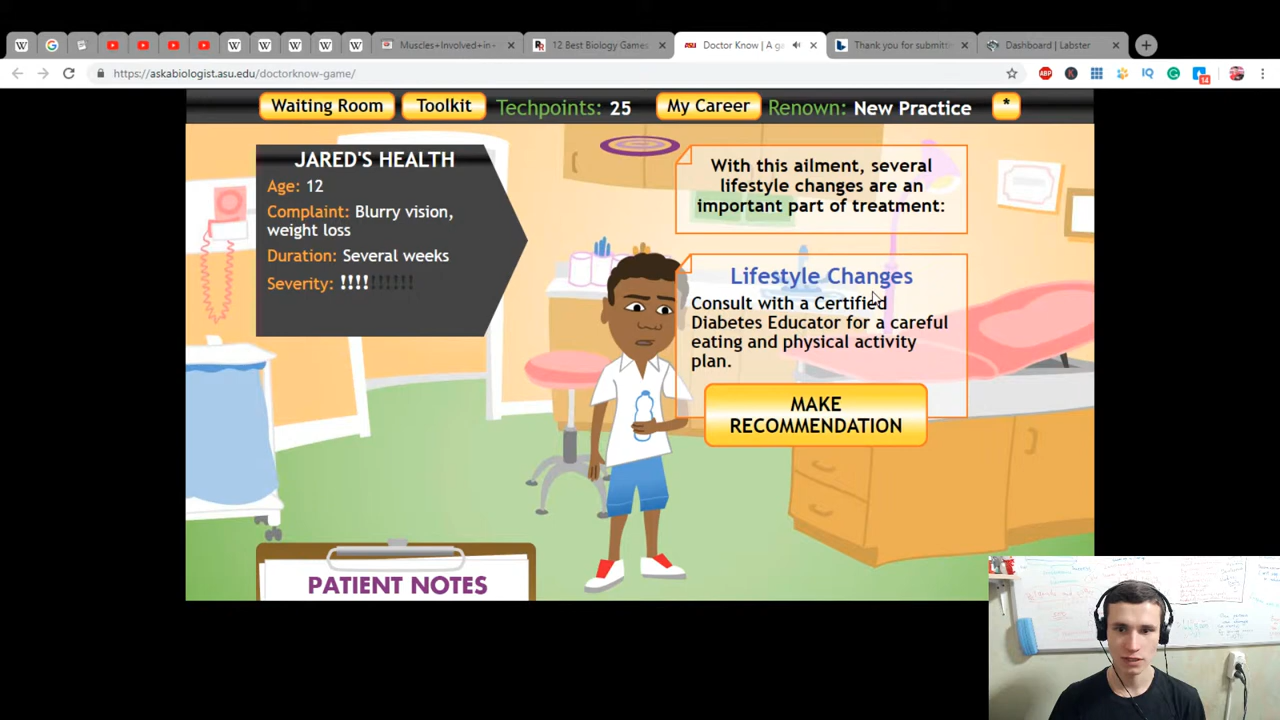 Muscles+Involved+in+
12 Best Biology Games
ASU
Doctor Know | A ga
Thank you for submitti
Dashboard | Labster
https://askabiologist.asu.edu/doctorknow-game/
Waiting Room
Toolkit
Techpoints: 25
My Career
Renown: New Practice
*
JARED'S HEALTH
Age: 12
Complaint: Blurry vision,
weight loss
Duration: Several weeks
Severity: !!!!!!!!!!
With this ailment, several
lifestyle changes are an
important part of treatment:
Lifestyle Changes
Consult with a Certified
Diabetes Educator for a careful
eating and physical activity
plan.
MAKE
RECOMMENDATION
PATIENT NOTES